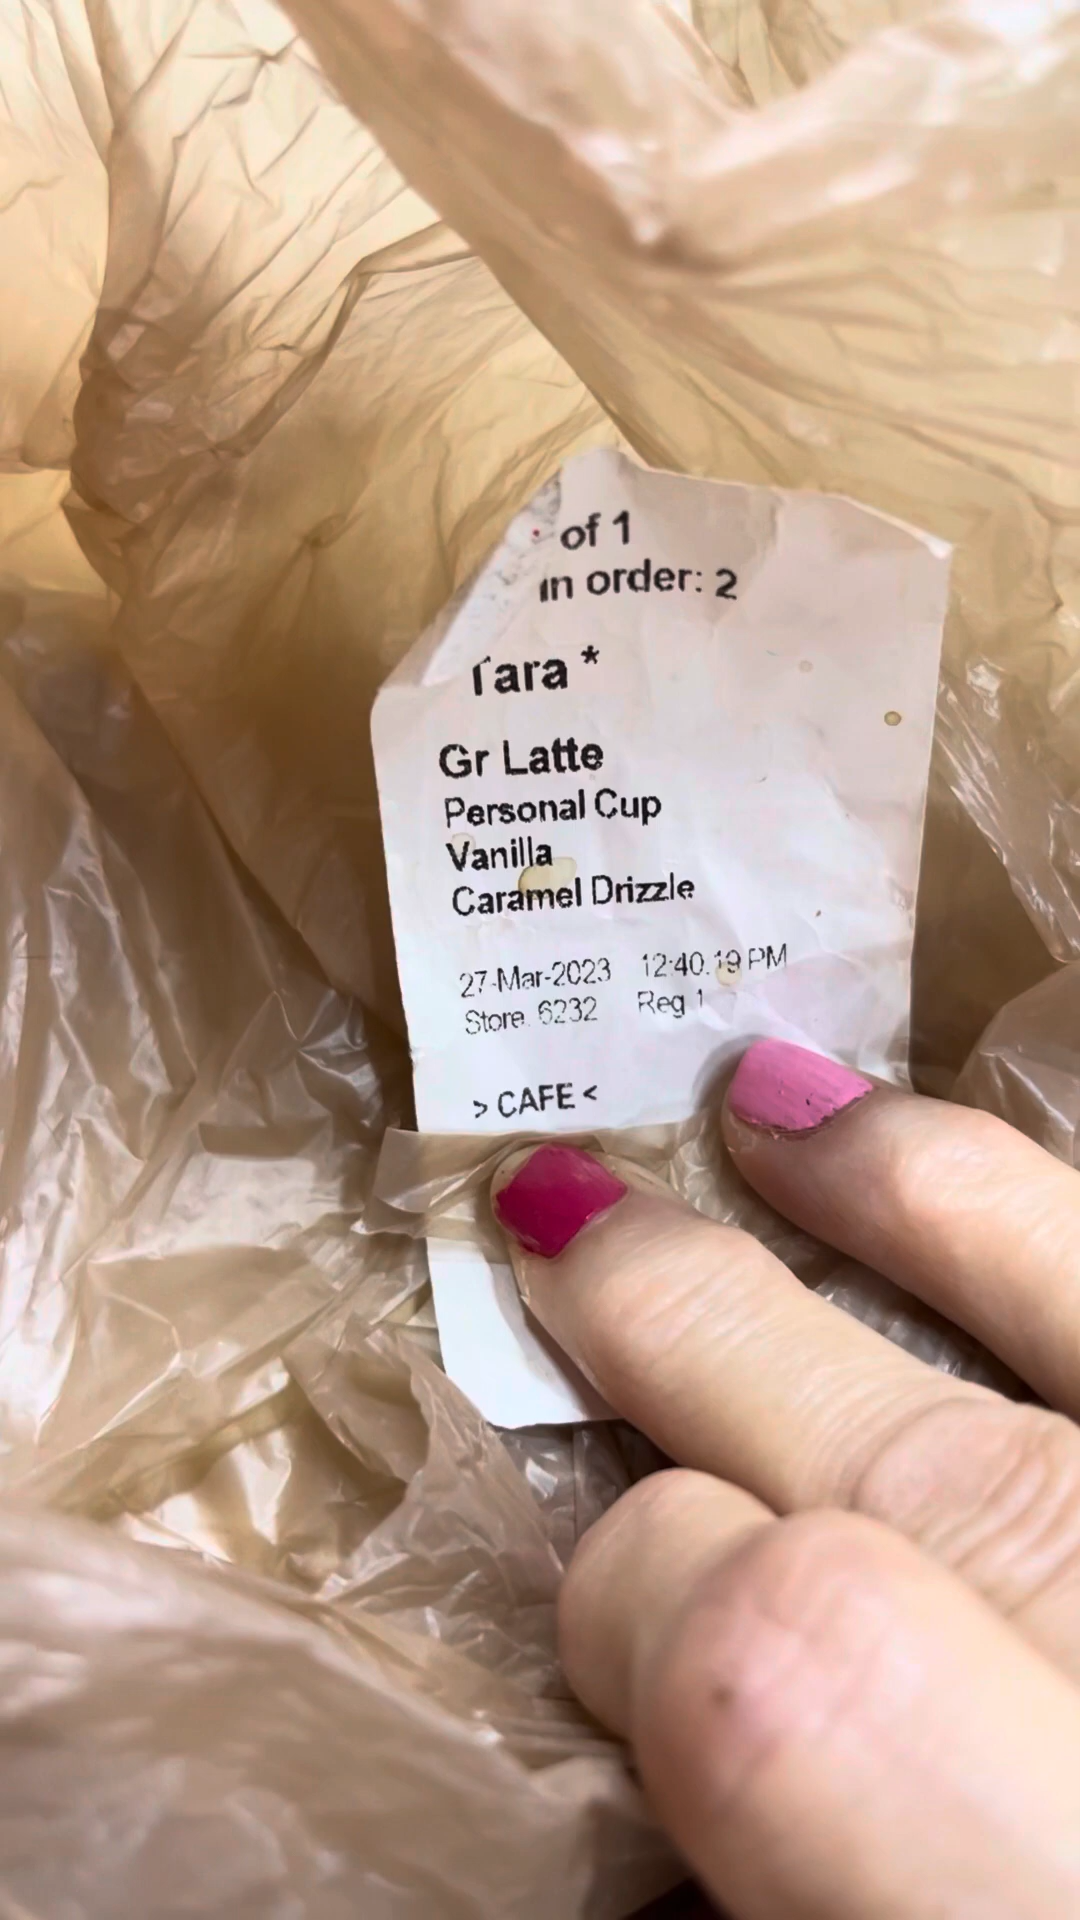 of 1
in order: 2
Tara *
Gr Latte
Personal Cup
Vanilla
Caramel Drizzle
27-Mar-2023 12:40:19 PM
Store: 6232 Reg 1
> CAFE <